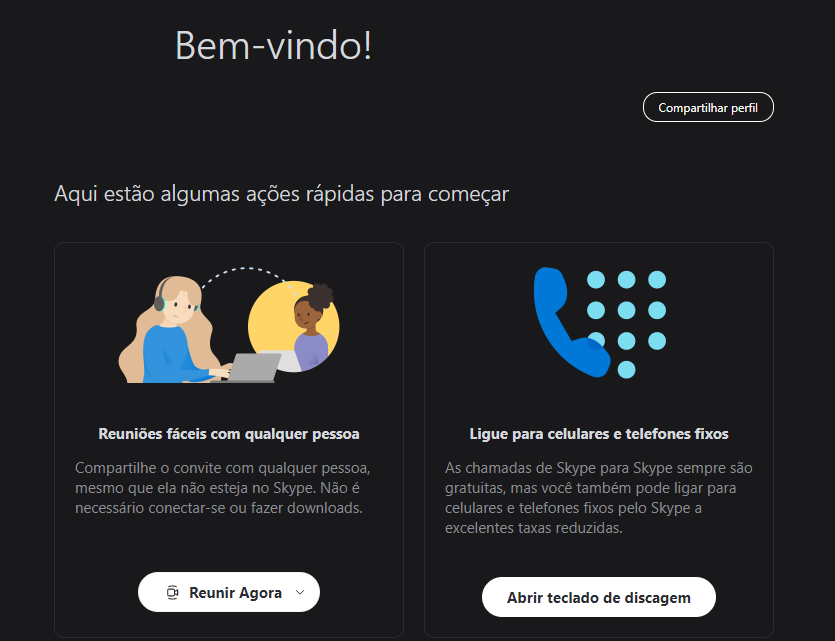 Bem-vindo!
Compartilhar perfil
Aqui estão algumas ações rápidas para começar
Reuniões fáceis com qualquer pessoa
Compartilhe o convite com qualquer pessoa,
mesmo que ela não esteja no Skype. Não é
necessário conectar-se ou fazer downloads.
Reunir Agora
Ligue para celulares e telefones fixos
As chamadas de Skype para Skype sempre são
gratuitas, mas você também pode ligar para
celulares e telefones fixos pelo Skype a
excelentes taxas reduzidas.
Abrir teclado de discagem